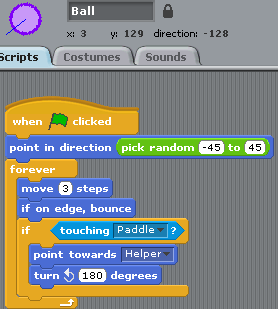 Ball
x: 3 y: 129 direction: -128
Scripts Costumes Sounds
when clicked
point in direction pick random -45 to 45
forever
move 3 steps
if on edge, bounce
if touching Paddle ?
point towards Helper
turn 180 degrees